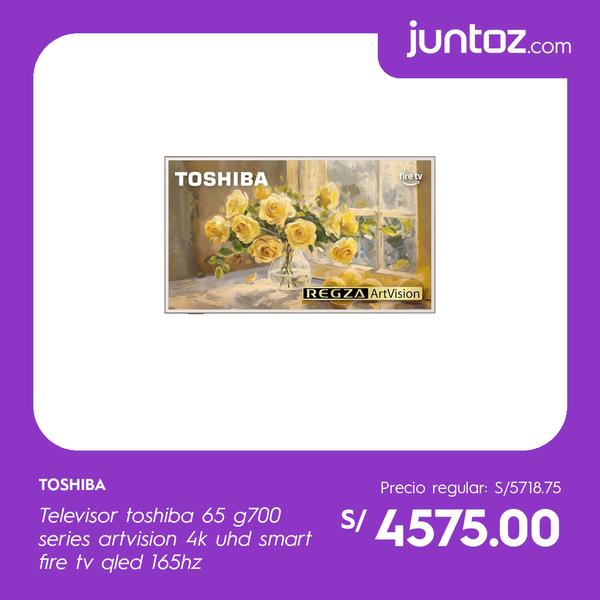 juntoz.com
TOSHIBA
fire tv
REGZA ArtVision
TOSHIBA
Televisor toshiba 65 g700
series artvision 4k uhd smart
fire tv qled 165hz
Precio regular: S/5718.75
S/ 4575.00